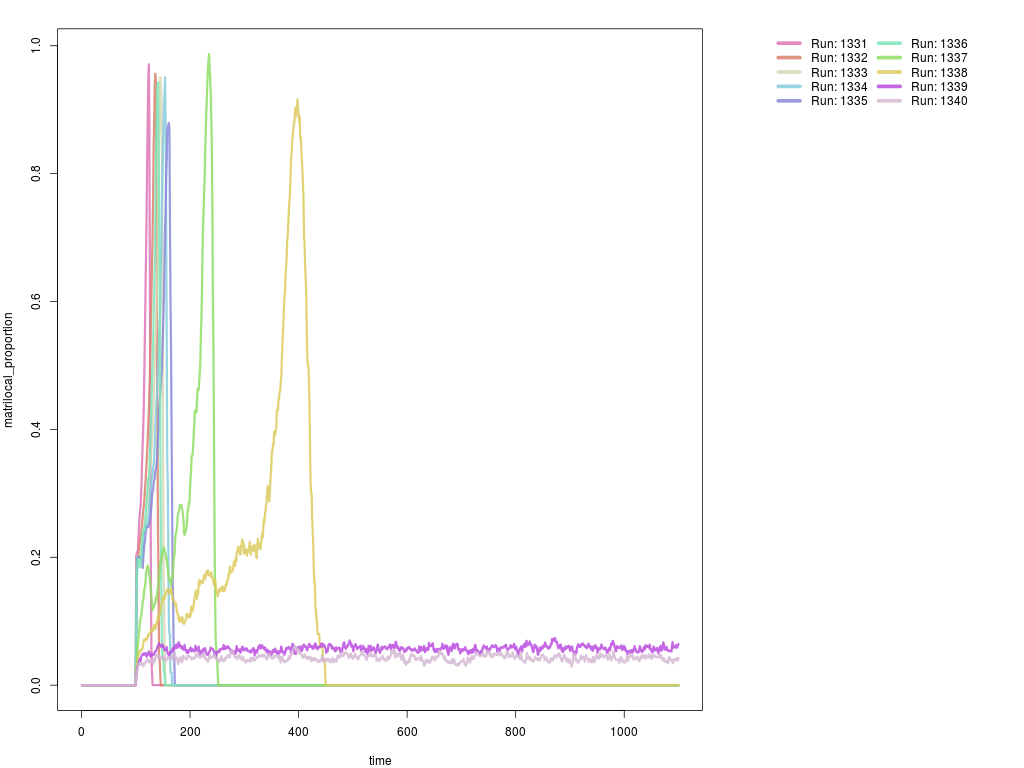 Run: 1331
Run: 1332
Run: 1333
Run: 1334
Run: 1335
Run: 1336
Run: 1337
Run: 1338
Run: 1339
Run: 1340
matrilocal_proportion
1.0
0.8
0.6
0.4
0.2
0.0
0 200 400 600 800 1000
time